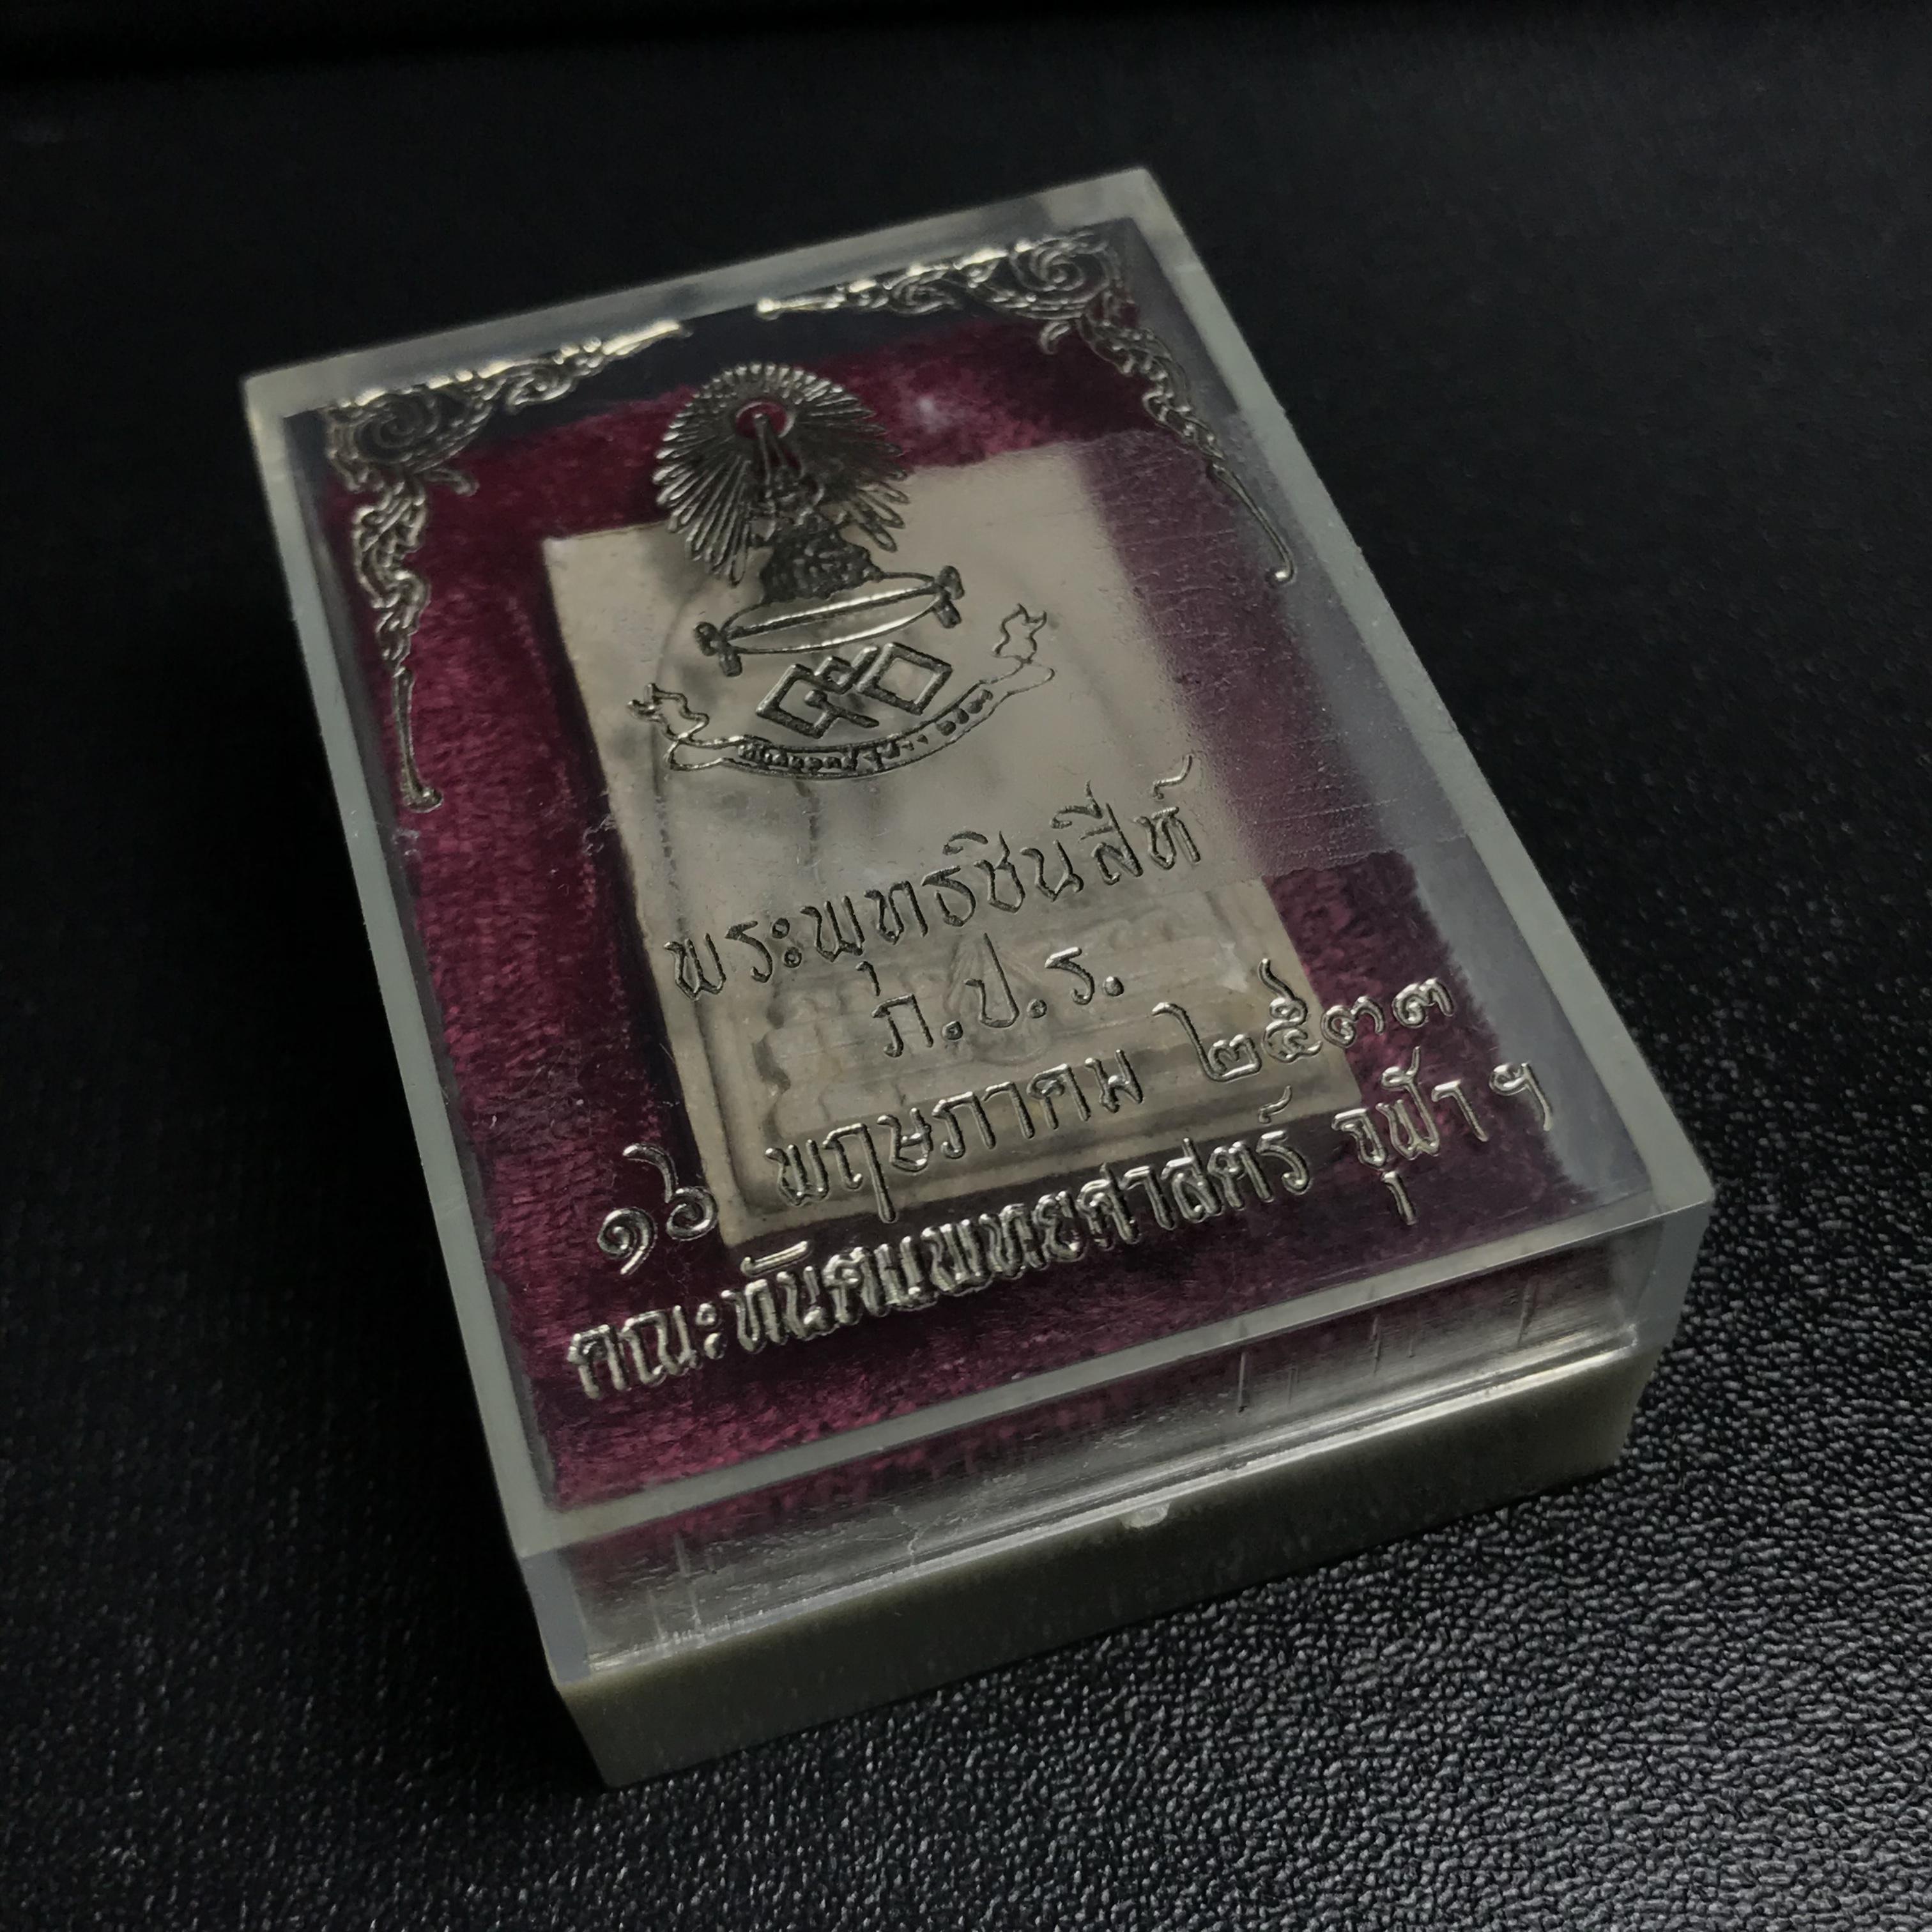 ๕๐
พระพุทธชินสีห์
ภ.ป.ร.
๑๖ พฤษภาคม ๒๕๓๓
คณะทันตแพทยศาสตร์ จุฬาฯ